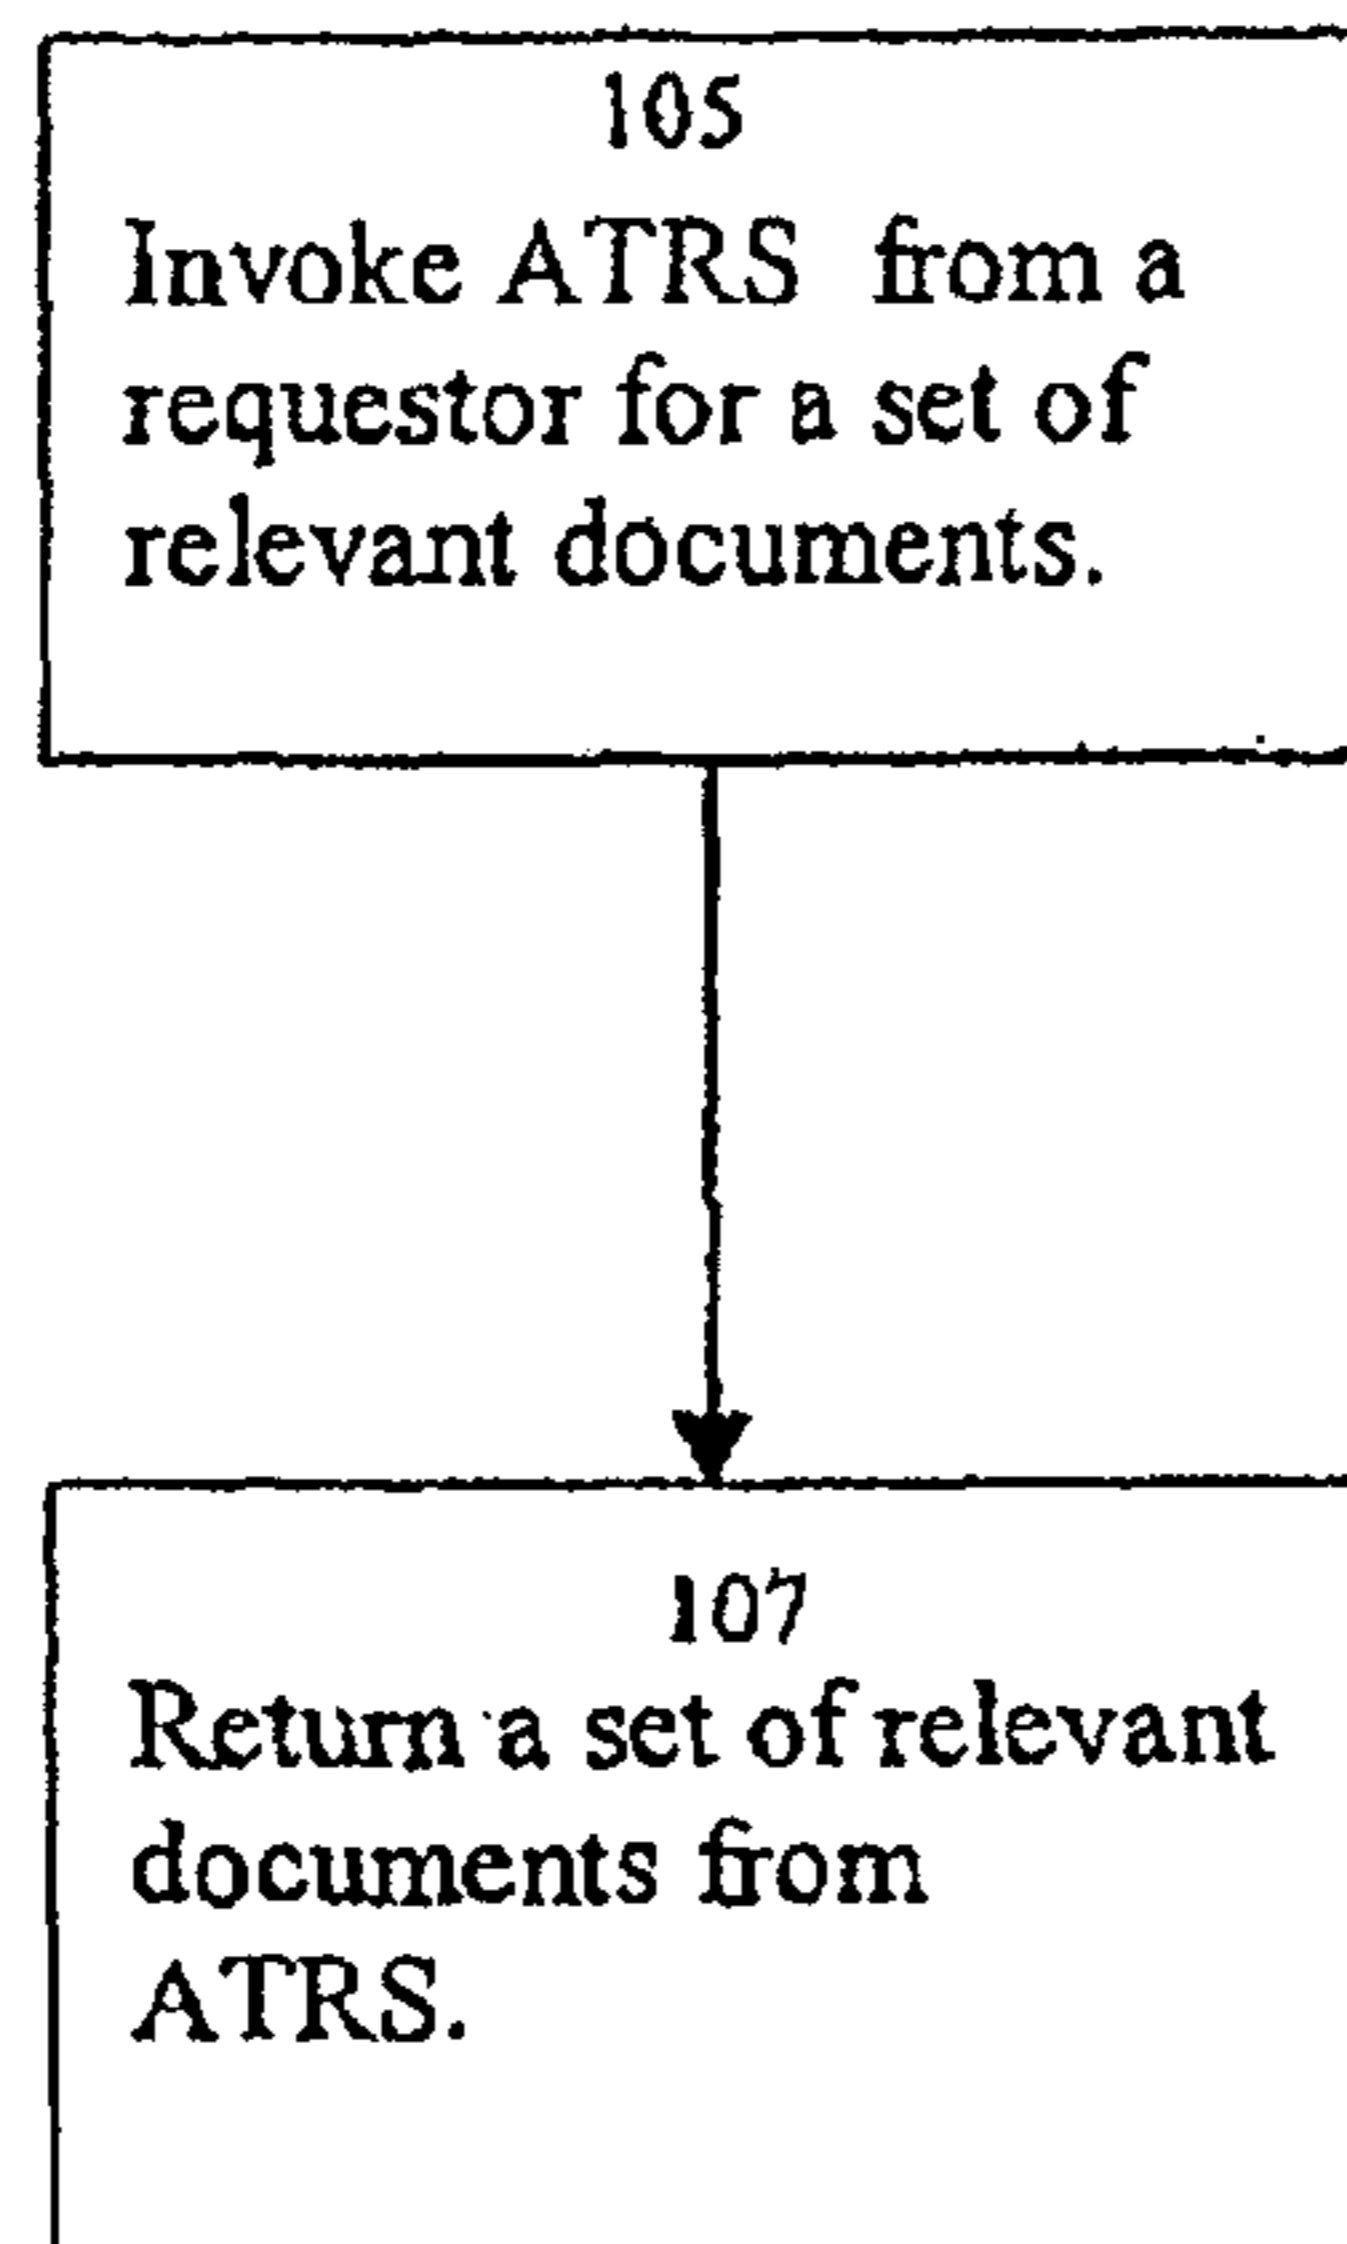 105
Invoke ATRS from a
requestor for a set of
relevant documents.
107
Return a set of relevant
documents from
ATRS.